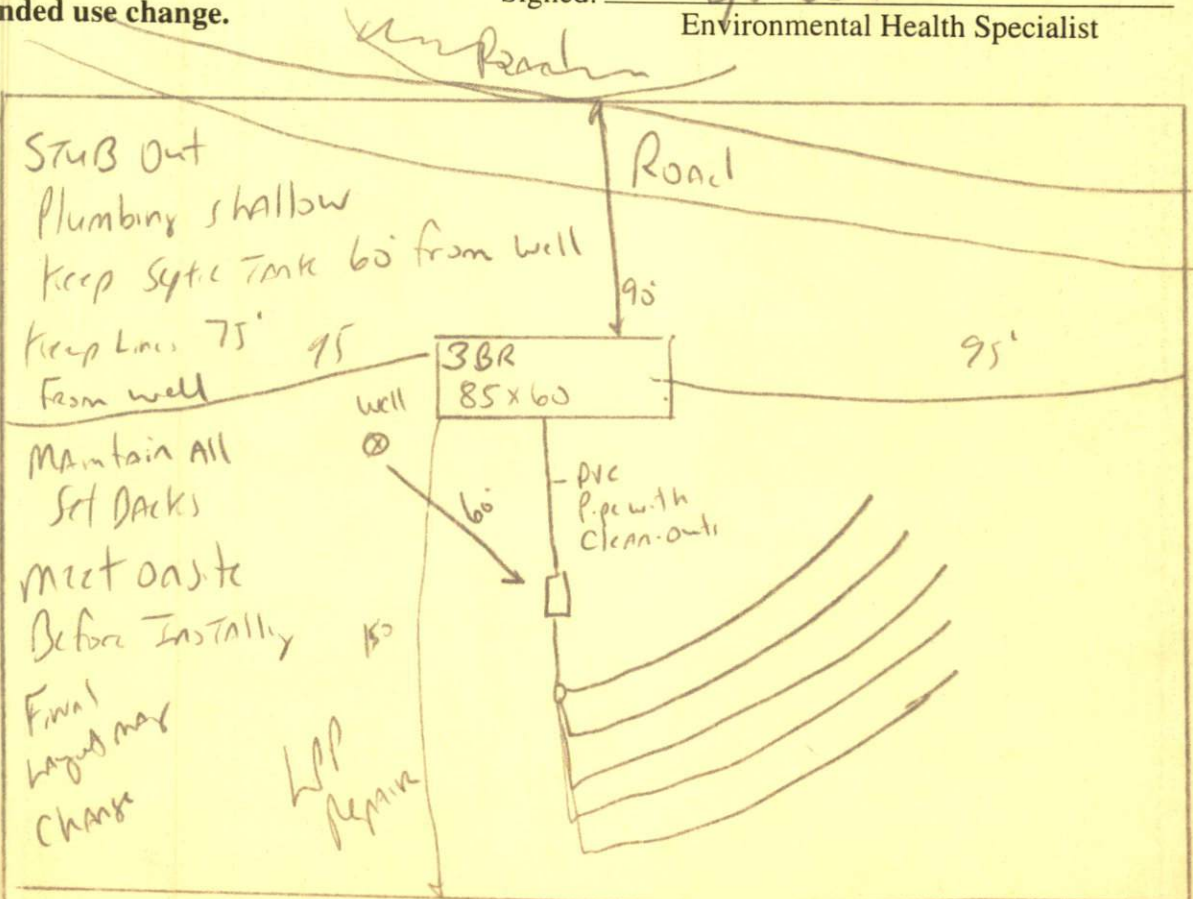 nded use change.
Signed:
Environmental Health Specialist
Road
STUB Out
Plumbing shallow
Keep Septic Tank 60' from well
Keep Lines 75'
From well
95
90'
3BR
85 x 60
95'
well
60'
PVC
Pipe with
Clean-outs
Maintain All
Set Backs
Meet onsite
Before Installing
150
Final
Layout may
Change
LPP
Repair